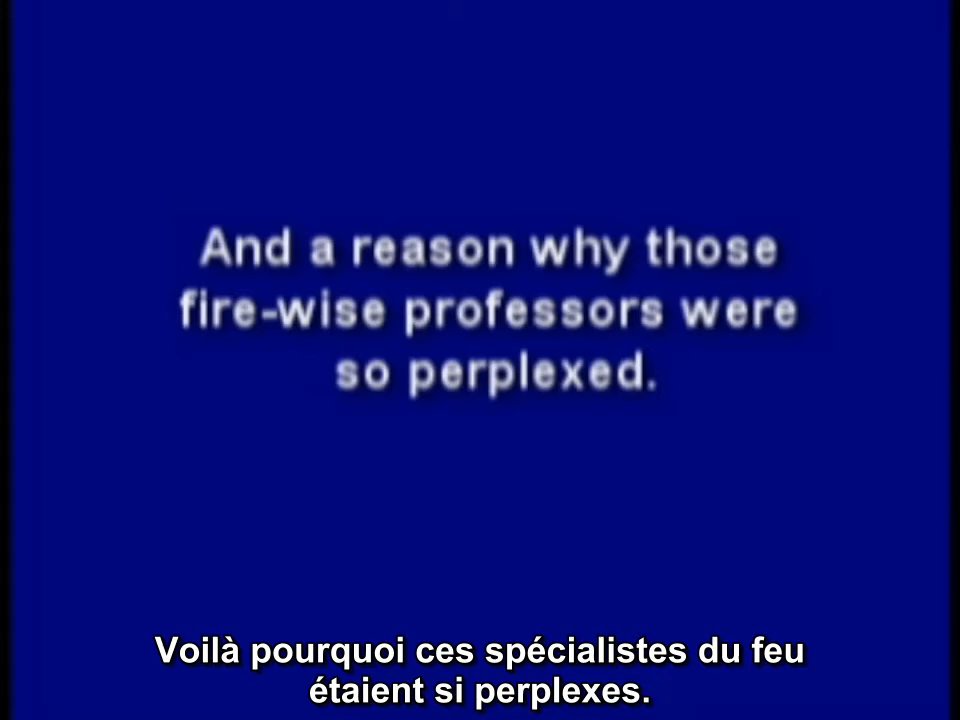 And a reason why those
fire-wise professors were
so perplexed.
Voilà pourquoi ces spécialistes du feu
étaient si perplexes.